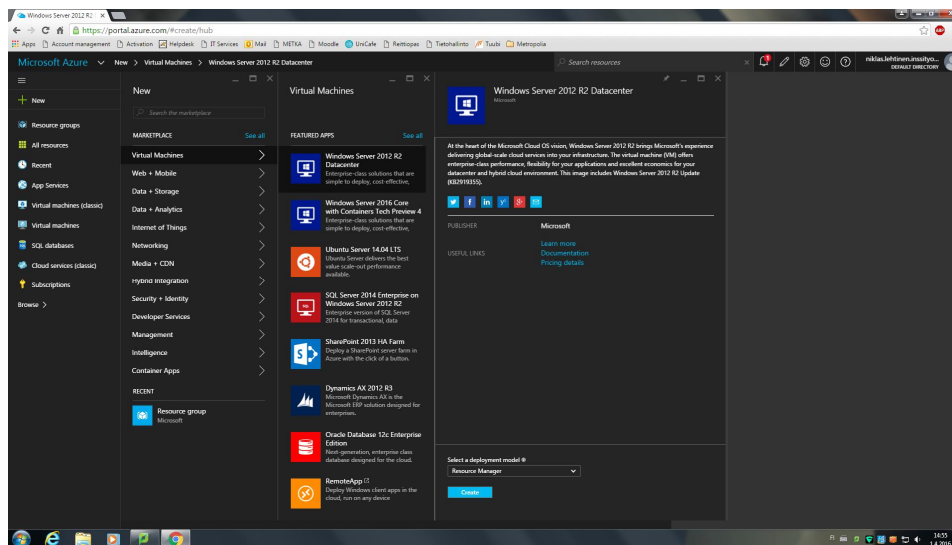 Windows Server 2012 R2
https://portal.azure.com/#create/hub
Apps
Account management
Activation
Helpdesk
IT Services
Mail
METKA
Moodle
UniCafe
Reittiopas
Tietohallinto
Tuubi
Metropolia
Microsoft Azure
New > Virtual Machines > Windows Server 2012 R2 Datacenter
Search resources
1
niklas.lehtinen.inssityo...
DEFAULT DIRECTORY
New
Resource groups
All resources
Recent
App Services
Virtual machines (classic)
Virtual machines
SQL databases
Cloud services (classic)
Subscriptions
Browse >
New
Search the marketplace
MARKETPLACE
See all
Virtual Machines
Web + Mobile
Data + Storage
Data + Analytics
Internet of Things
Networking
Media + CDN
Hybrid Integration
Security + Identity
Developer Services
Management
Intelligence
Container Apps
RECENT
Resource group
Microsoft
Virtual Machines
FEATURED APPS
See all
Windows Server 2012 R2
Datacenter
Enterprise-class solutions that are
simple to deploy, cost-effective,
Windows Server 2016 Core
with Containers Tech Preview 4
Enterprise-class solutions that are
simple to deploy, cost-effective,
Ubuntu Server 14.04 LTS
Ubuntu Server delivers the best
value scale-out performance
available.
SQL Server 2014 Enterprise on
Windows Server 2012 R2
Enterprise version of SQL Server
2014 for transactional, data
SharePoint 2013 HA Farm
Deploy a SharePoint server farm in
Azure with the click of a button.
Dynamics AX 2012 R3
Microsoft Dynamics AX is the
Microsoft ERP solution designed for
enterprises.
Oracle Database 12c Enterprise
Edition
Next-generation, enterprise class
database designed for the cloud.
RemoteApp
Deploy Windows client apps in the
cloud, run on any device
Windows Server 2012 R2 Datacenter
Microsoft
At the heart of the Microsoft Cloud OS vision, Windows Server 2012 R2 brings Microsoft's experience
delivering global-scale cloud services into your infrastructure. The virtual machine (VM) offers
enterprise-class performance, flexibility for your applications and excellent economics for your
datacenter and hybrid cloud environment. This image includes Windows Server 2012 R2 Update
(KB2919355).
PUBLISHER
Microsoft
USEFUL LINKS
Learn more
Documentation
Pricing details
Select a deployment model
Resource Manager
Create
14:55
1.4.2016